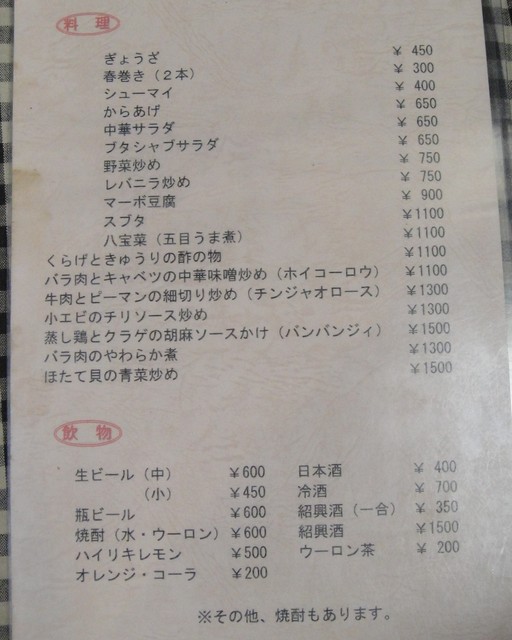 料理
ぎょうざ ￥ 450
春巻き（２本） ￥ 300
シューマイ ￥ 400
からあげ ￥ 650
中華サラダ ￥ 650
ブタシャブサラダ ￥ 650
野菜炒め ￥ 750
レバニラ炒め ￥ 750
マーボ豆腐 ￥ 900
スブタ ￥1100
八宝菜（五目うま煮） ￥1100
くらげときゅうりの酢の物 ￥1100
バラ肉とキャベツの中華味噌炒め（ホイコーロウ） ￥1100
牛肉とピーマンの細切り炒め（チンジャオロース） ￥1300
小エビのチリソース炒め ￥1300
蒸し鶏とクラゲの胡麻ソースかけ（バンバンジィ） ￥1500
バラ肉のやわらか煮 ￥1300
ほたて貝の青菜炒め ￥1500
飲物
生ビール（中） ￥600 日本酒 ￥ 400
（小） ￥450 冷酒 ￥ 700
瓶ビール ￥600 紹興酒（一合） ￥ 350
焼酎（水・ウーロン） ￥600 紹興酒 ￥1500
ハイリキレモン ￥500 ウーロン茶 ￥ 200
オレンジ・コーラ ￥200
※その他、焼酎もあります。